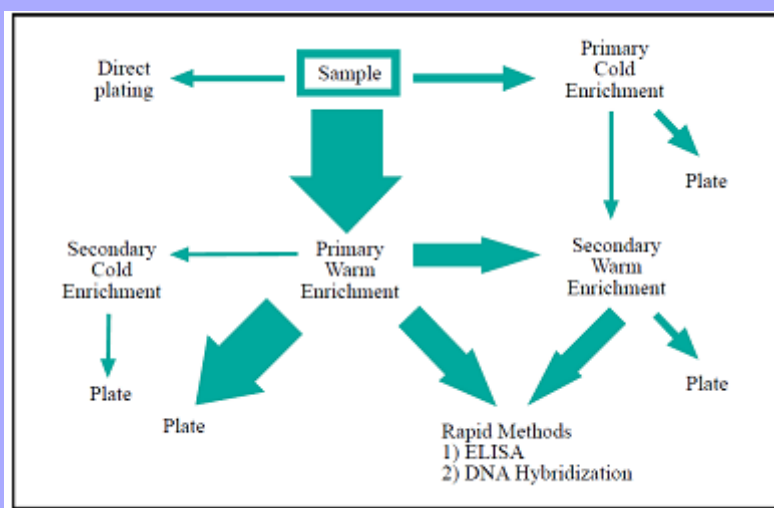 Direct
plating
Sample
Primary
Cold
Enrichment
Plate
Secondary
Cold
Enrichment
Primary
Warm
Enrichment
Secondary
Warm
Enrichment
Plate
Plate
Plate
Rapid Methods
1) ELISA
2) DNA Hybridization